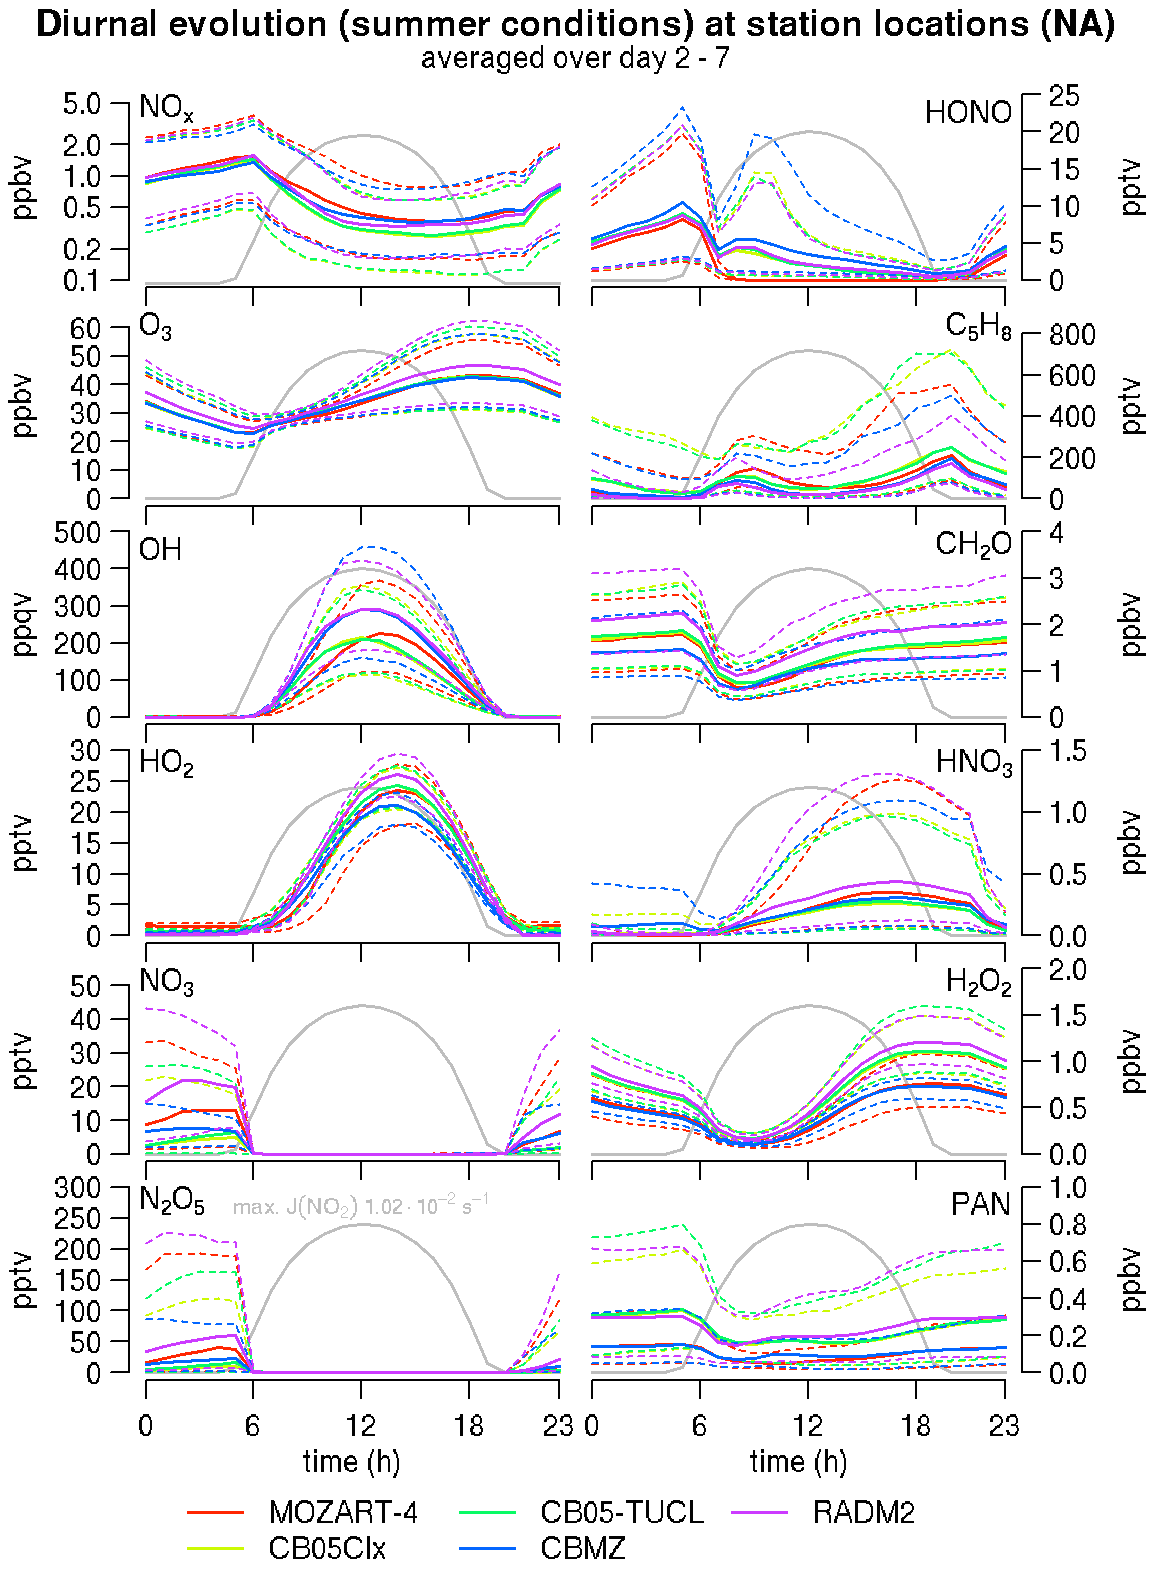 Diurnal evolution (summer conditions) at station locations (NA)
averaged over day 2 - 7
NOx
ppbv
5.0
2.0
1.0
0.5
0.2
0.1
HONO
pptv
25
20
15
10
5
0
O3
ppbv
60
50
40
30
20
10
0
C5H8
pptv
800
600
400
200
0
OH
ppqv
500
400
300
200
100
0
CH2O
ppbv
4
3
2
1
0
HO2
pptv
30
25
20
15
10
5
0
HNO3
ppbv
1.5
1.0
0.5
0.0
NO3
pptv
50
40
30
20
10
0
H2O2
ppbv
2.0
1.5
1.0
0.5
0.0
N2O5
max. J(NO2) 1.02 · 10−2 s−1
pptv
300
250
200
150
100
50
0
PAN
ppbv
1.0
0.8
0.6
0.4
0.2
0.0
0 6 12 18 23
time (h)
0 6 12 18 23
time (h)
MOZART-4 CB05-TUCL RADM2
CB05Clx CBMZ